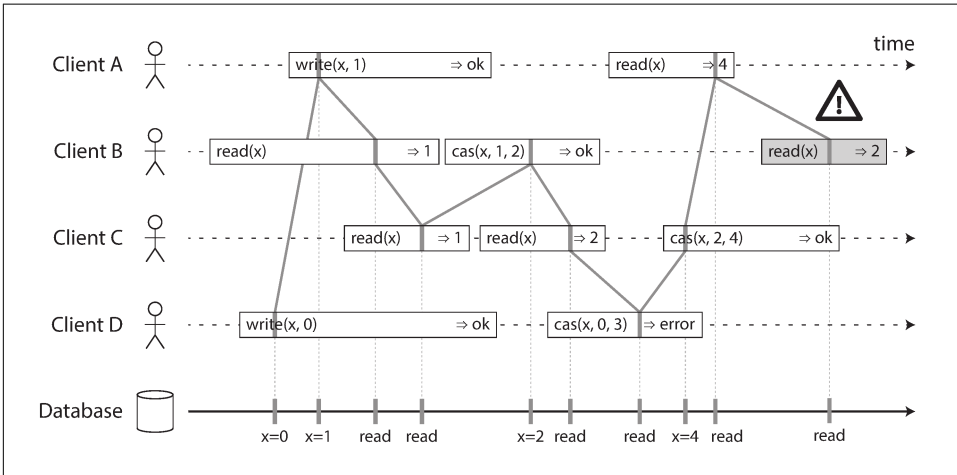 time
Client A write(x, 1) ⇒ ok read(x) ⇒ 4
!
Client B read(x) ⇒ 1 cas(x, 1, 2) ⇒ ok read(x) ⇒ 2
Client C read(x) ⇒ 1 read(x) ⇒ 2 cas(x, 2, 4) ⇒ ok
Client D write(x, 0) ⇒ ok cas(x, 0, 3) ⇒ error
Database
x=0 x=1 read read x=2 read read x=4 read read